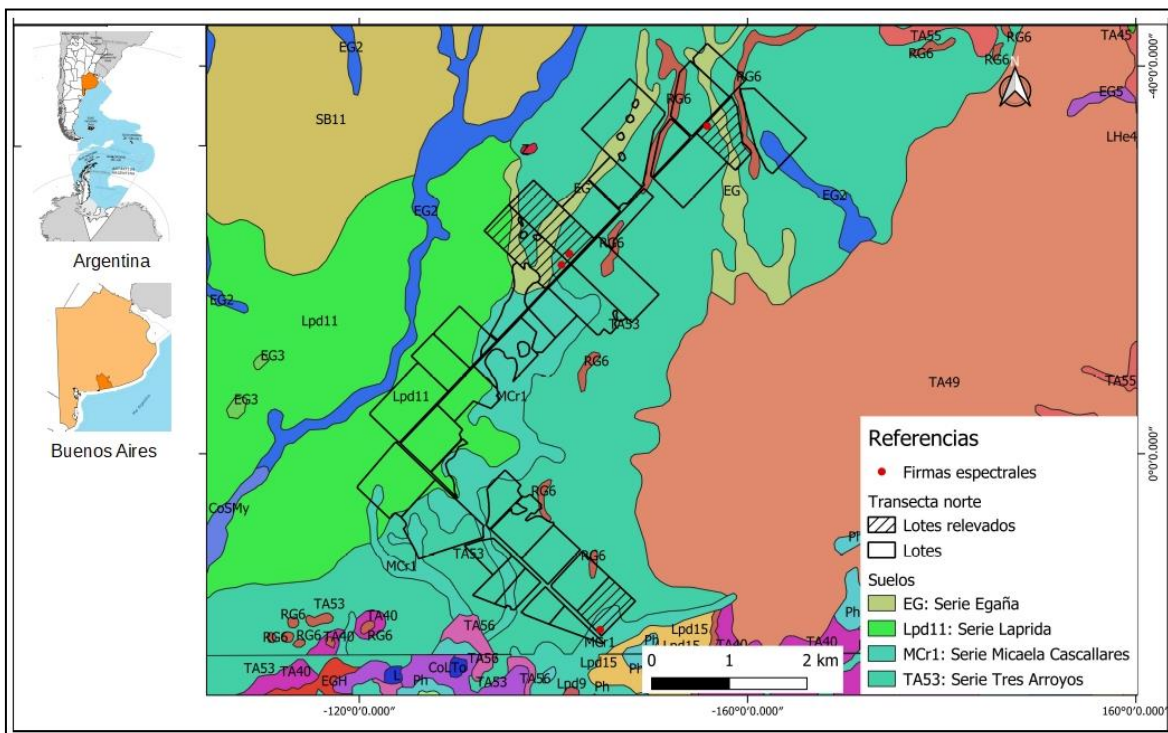 Argentina
Buenos Aires
EG2
SB11
TA55
RG6
RG6
RG6
TA45
EG5
LHe4
RG6
RG6
EG
EG
EG2
EG2
RG6
EG2
Lpd11
TA53
EG3
RG6
TA49
TA55
EG3
Lpd11
MCr1
CoSMy
RG6
TA53
MCr1
RG6
TA53
RG6
TA40
RG6
RG6
TA40
RG6
TA56
MCr1
Lpd15
Ph
Lpd15
TA40
TA40
Ph
Ph
TA53
TA40
EGH
L
Ph
CoLTo
TA56
TA53
TA56
Lpd15
Lpd9
Ph
Ph
N
Referencias
Firmas espectrales
Transecta norte
Lotes relevados
Lotes
Suelos
EG: Serie Egaña
Lpd11: Serie Laprida
MCr1: Serie Micaela Cascallares
TA53: Serie Tres Arroyos
0 1 2 km
-40°0'0.000"
0°0'0.000"
-120°0'0.000"
-160°0'0.000"
160°0'0.000"